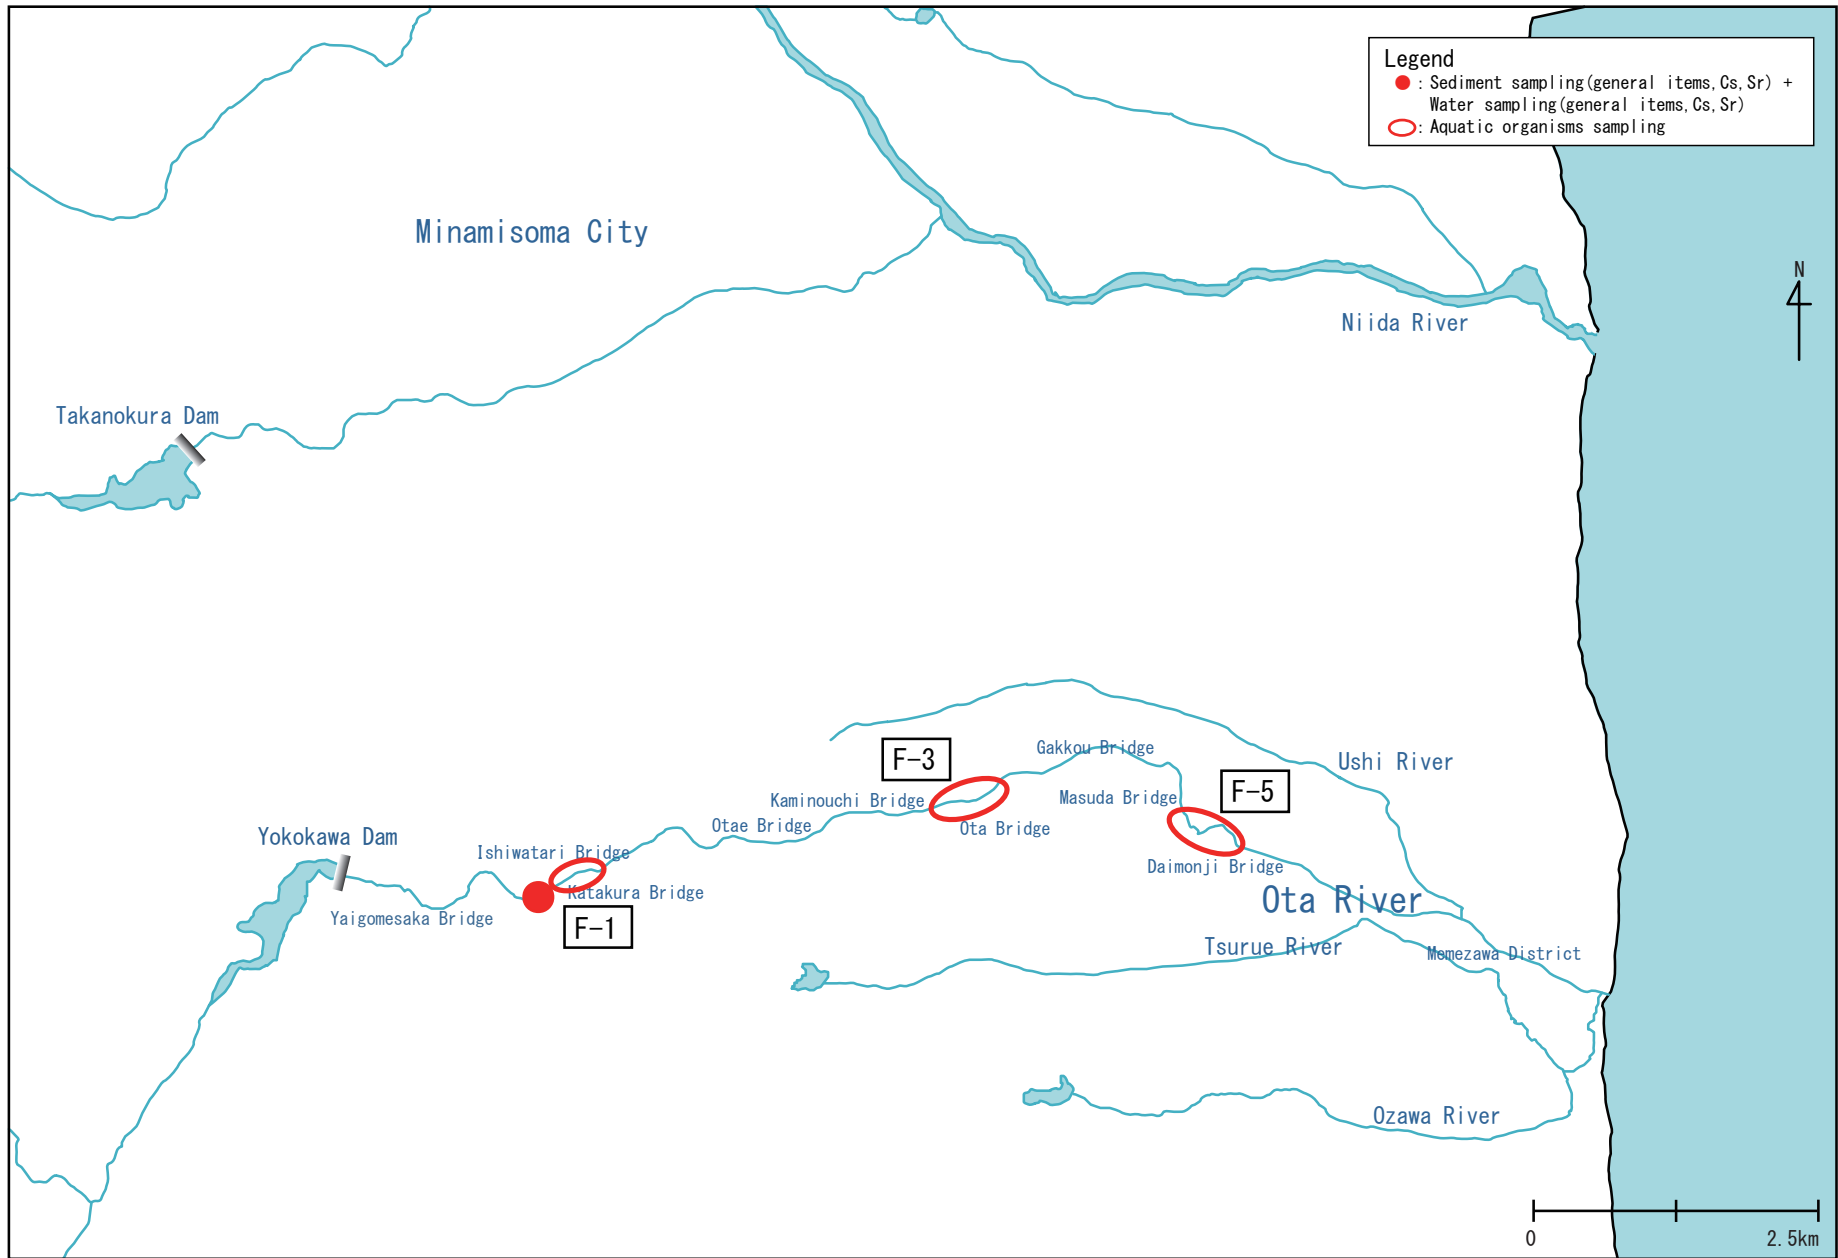 Legend
: Sediment sampling(general items,Cs,Sr) +
Water sampling(general items,Cs,Sr)
: Aquatic organisms sampling
Minamisoma City
N
Niida River
Takanokura Dam
F-3
Gakkou Bridge
Ushi River
F-5
Kaminouchi Bridge
Masuda Bridge
Otae Bridge
Ota Bridge
Yokokawa Dam
Ishiwatari Bridge
Daimonji Bridge
Katakura Bridge
Ota River
Yaigomesaka Bridge
F-1
Tsurue River
Memezawa District
Ozawa River
0
2.5km